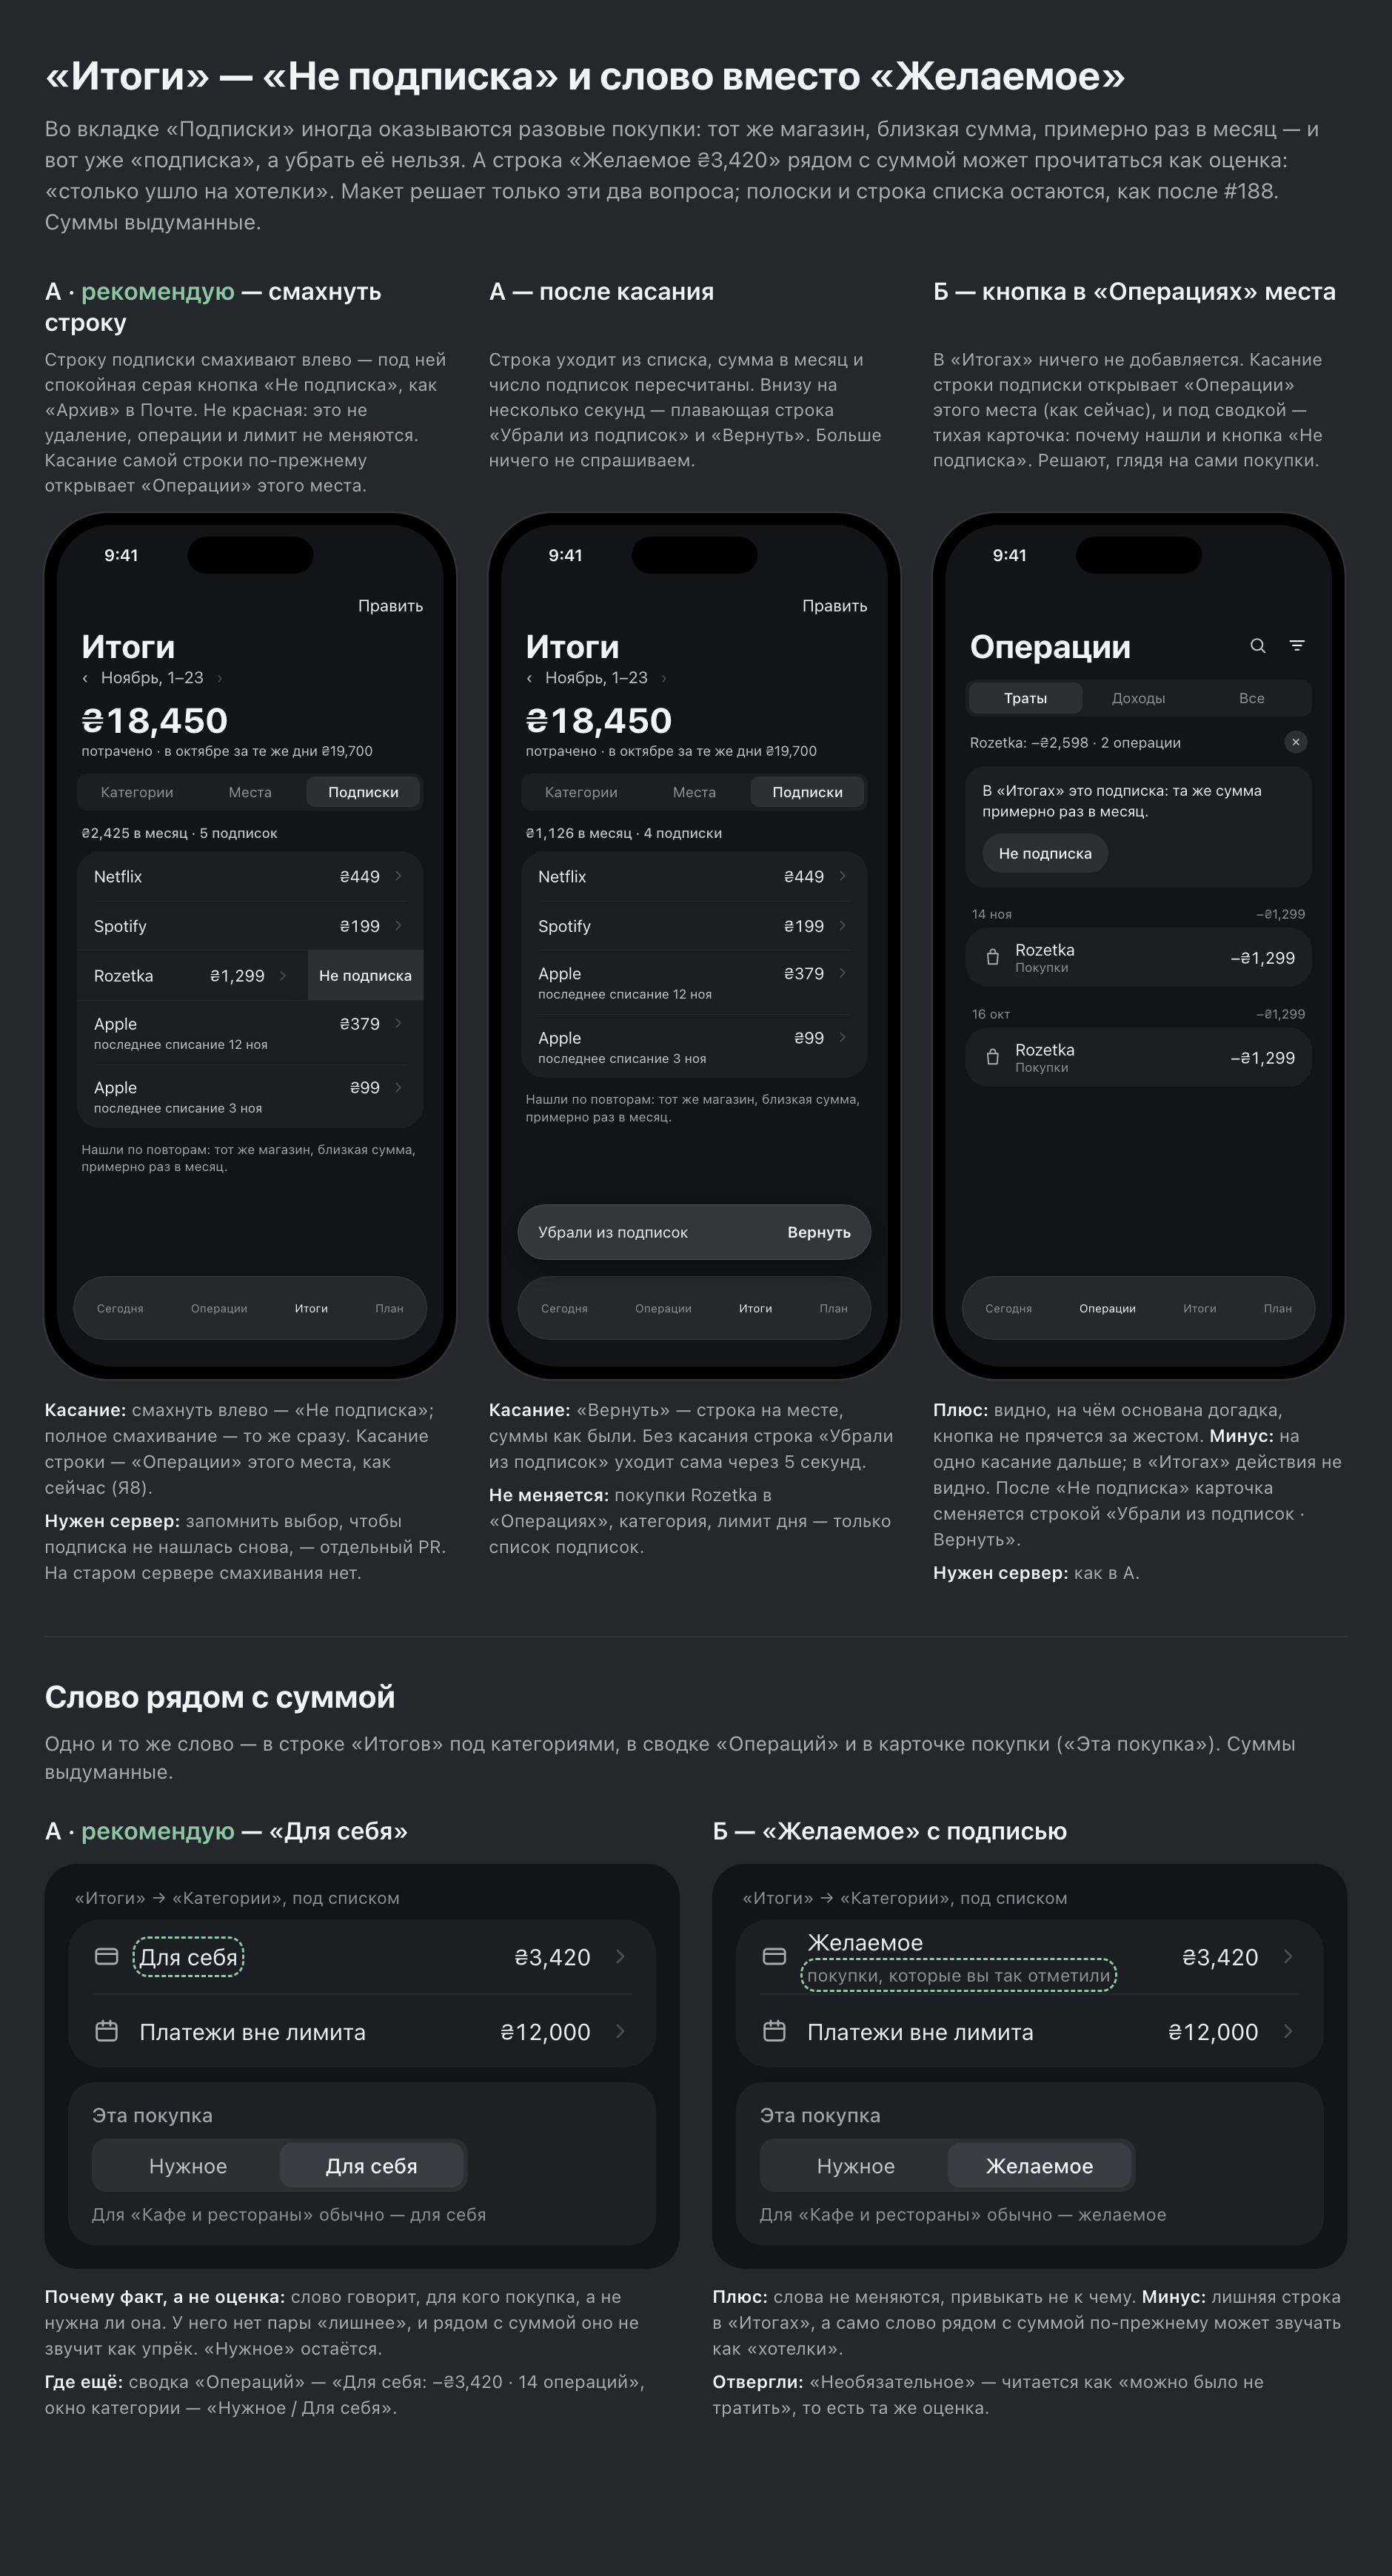 «Итоги» — «Не подписка» и слово вместо «Желаемое»
Во вкладке «Подписки» иногда оказываются разовые покупки: тот же магазин, близкая сумма, примерно раз в месяц — и
вот уже «подписка», а убрать её нельзя. А строка «Желаемое ₴3,420» рядом с суммой может прочитаться как оценка:
«столько ушло на хотелки». Макет решает только эти два вопроса; полоски и строка списка остаются, как после #188.
Суммы выдуманные.
А · рекомендую — смахнуть
строку
Строку подписки смахивают влево — под ней
спокойная серая кнопка «Не подписка», как
«Архив» в Почте. Не красная: это не
удаление, операции и лимит не меняются.
Касание самой строки по-прежнему
открывает «Операции» этого места.
9:41
Править
Итоги
‹ Ноябрь, 1–23 ›
₴18,450
потрачено · в октябре за те же дни ₴19,700
Категории Места Подписки
₴2,425 в месяц · 5 подписок
Netflix ₴449
Spotify ₴199
Rozetka ₴1,299 Не подписка
Apple ₴379
последнее списание 12 ноя
Apple ₴99
последнее списание 3 ноя
Нашли по повторам: тот же магазин, близкая сумма,
примерно раз в месяц.
Сегодня Операции Итоги План
Касание: смахнуть влево — «Не подписка»;
полное смахивание — то же сразу. Касание
строки — «Операции» этого места, как
сейчас (Я8).
Нужен сервер: запомнить выбор, чтобы
подписка не нашлась снова, — отдельный PR.
На старом сервере смахивания нет.
А — после касания
Строка уходит из списка, сумма в месяц и
число подписок пересчитаны. Внизу на
несколько секунд — плавающая строка
«Убрали из подписок» и «Вернуть». Больше
ничего не спрашиваем.
9:41
Править
Итоги
‹ Ноябрь, 1–23 ›
₴18,450
потрачено · в октябре за те же дни ₴19,700
Категории Места Подписки
₴1,126 в месяц · 4 подписки
Netflix ₴449
Spotify ₴199
Apple ₴379
последнее списание 12 ноя
Apple ₴99
последнее списание 3 ноя
Нашли по повторам: тот же магазин, близкая сумма,
примерно раз в месяц.
Убрали из подписок Вернуть
Сегодня Операции Итоги План
Касание: «Вернуть» — строка на месте,
суммы как были. Без касания строка «Убрали
из подписок» уходит сама через 5 секунд.
Не меняется: покупки Rozetka в
«Операциях», категория, лимит дня — только
список подписок.
Б — кнопка в «Операциях» места
В «Итогах» ничего не добавляется. Касание
строки подписки открывает «Операции»
этого места (как сейчас), и под сводкой —
тихая карточка: почему нашли и кнопка «Не
подписка». Решают, глядя на сами покупки.
9:41
Операции
Траты Доходы Все
Rozetka: −₴2,598 · 2 операции
В «Итогах» это подписка: та же сумма
примерно раз в месяц.
Не подписка
14 ноя −₴1,299
Rozetka −₴1,299
Покупки
16 окт −₴1,299
Rozetka −₴1,299
Покупки
Сегодня Операции Итоги План
Плюс: видно, на чём основана догадка,
кнопка не прячется за жестом. Минус: на
одно касание дальше; в «Итогах» действия не
видно. После «Не подписка» карточка
сменяется строкой «Убрали из подписок ·
Вернуть».
Нужен сервер: как в А.
Слово рядом с суммой
Одно и то же слово — в строке «Итогов» под категориями, в сводке «Операций» и в карточке покупки («Эта покупка»). Суммы
выдуманные.
А · рекомендую — «Для себя»
«Итоги» → «Категории», под списком
Для себя ₴3,420
Платежи вне лимита ₴12,000
Эта покупка
Нужное Для себя
Для «Кафе и рестораны» обычно — для себя
Почему факт, а не оценка: слово говорит, для кого покупка, а не
нужна ли она. У него нет пары «лишнее», и рядом с суммой оно не
звучит как упрёк. «Нужное» остаётся.
Где ещё: сводка «Операций» — «Для себя: −₴3,420 · 14 операций»,
окно категории — «Нужное / Для себя».
Б — «Желаемое» с подписью
«Итоги» → «Категории», под списком
Желаемое ₴3,420
покупки, которые вы так отметили
Платежи вне лимита ₴12,000
Эта покупка
Нужное Желаемое
Для «Кафе и рестораны» обычно — желаемое
Плюс: слова не меняются, привыкать не к чему. Минус: лишняя строка
в «Итогах», а само слово рядом с суммой по-прежнему может звучать
как «хотелки».
Отвергли: «Необязательное» — читается как «можно было не
тратить», то есть та же оценка.